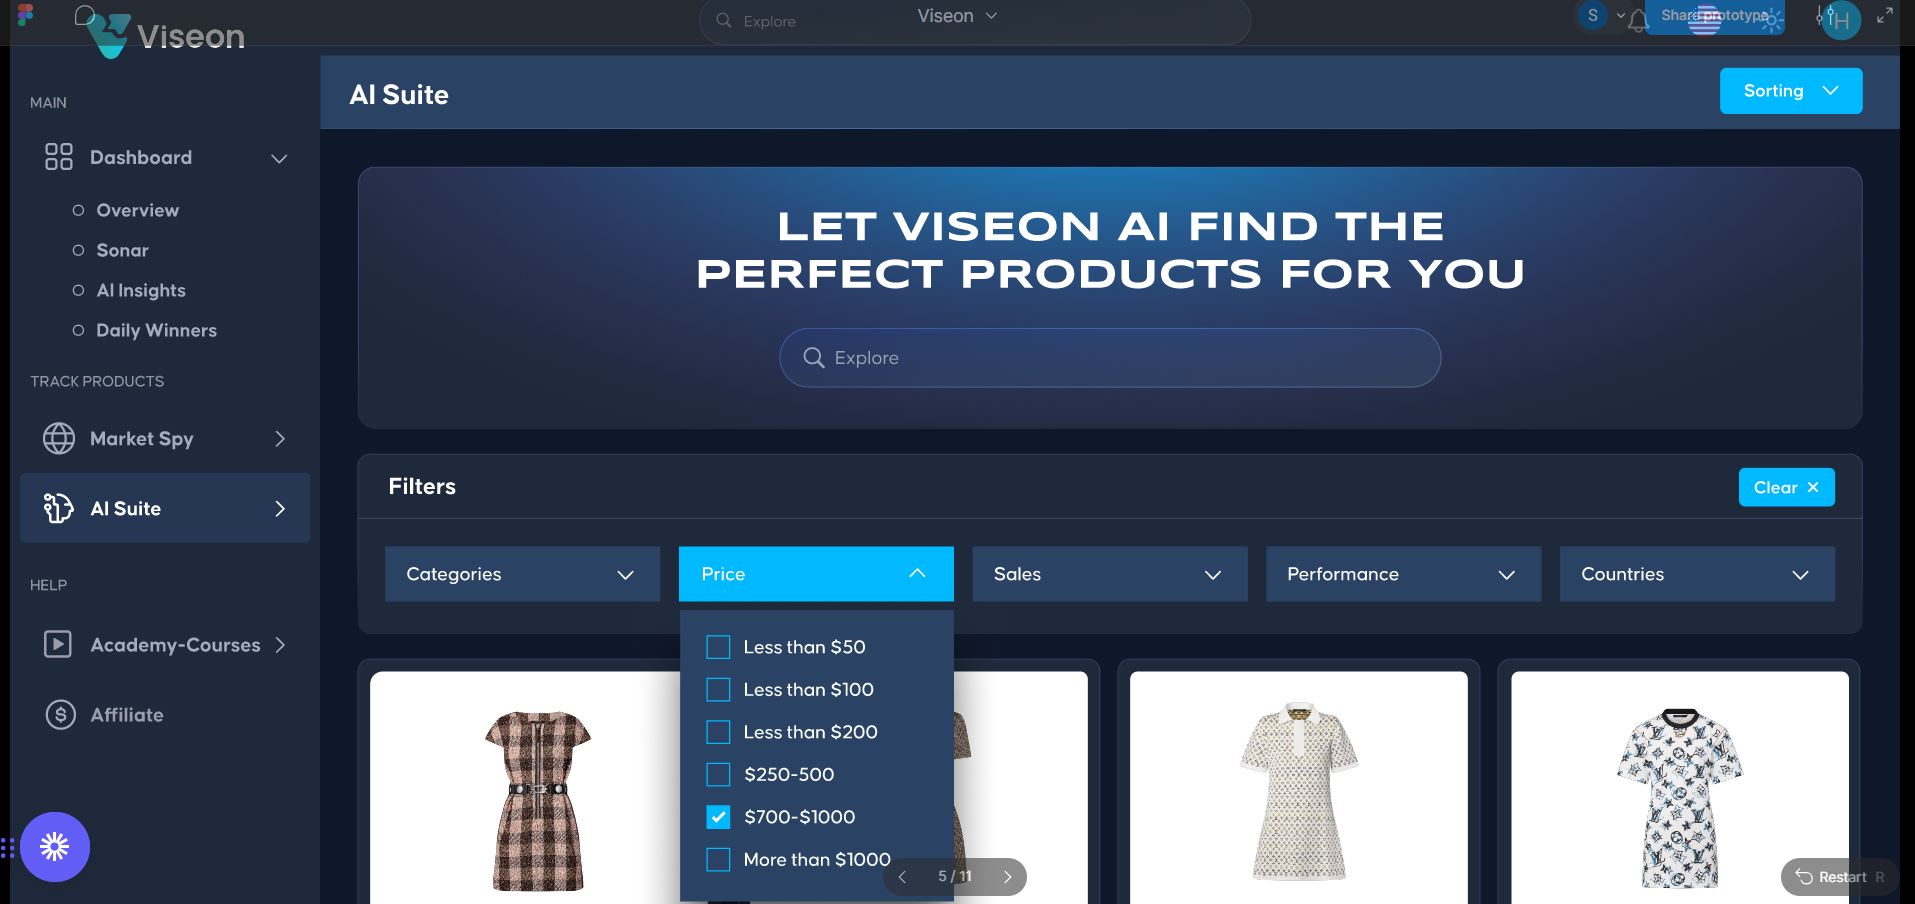 Viseon
Explore
Viseon
S
Share prototype
H
MAIN
Dashboard
Overview
Sonar
AI Insights
Daily Winners
TRACK PRODUCTS
Market Spy
AI Suite
HELP
Academy-Courses
Affiliate
AI Suite
Sorting
LET VISEON AI FIND THE
PERFECT PRODUCTS FOR YOU
Explore
Filters
Clear
Categories
Price
Sales
Performance
Countries
Less than $50
Less than $100
Less than $200
$250-500
$700-$1000
More than $1000
5 / 11
Restart R